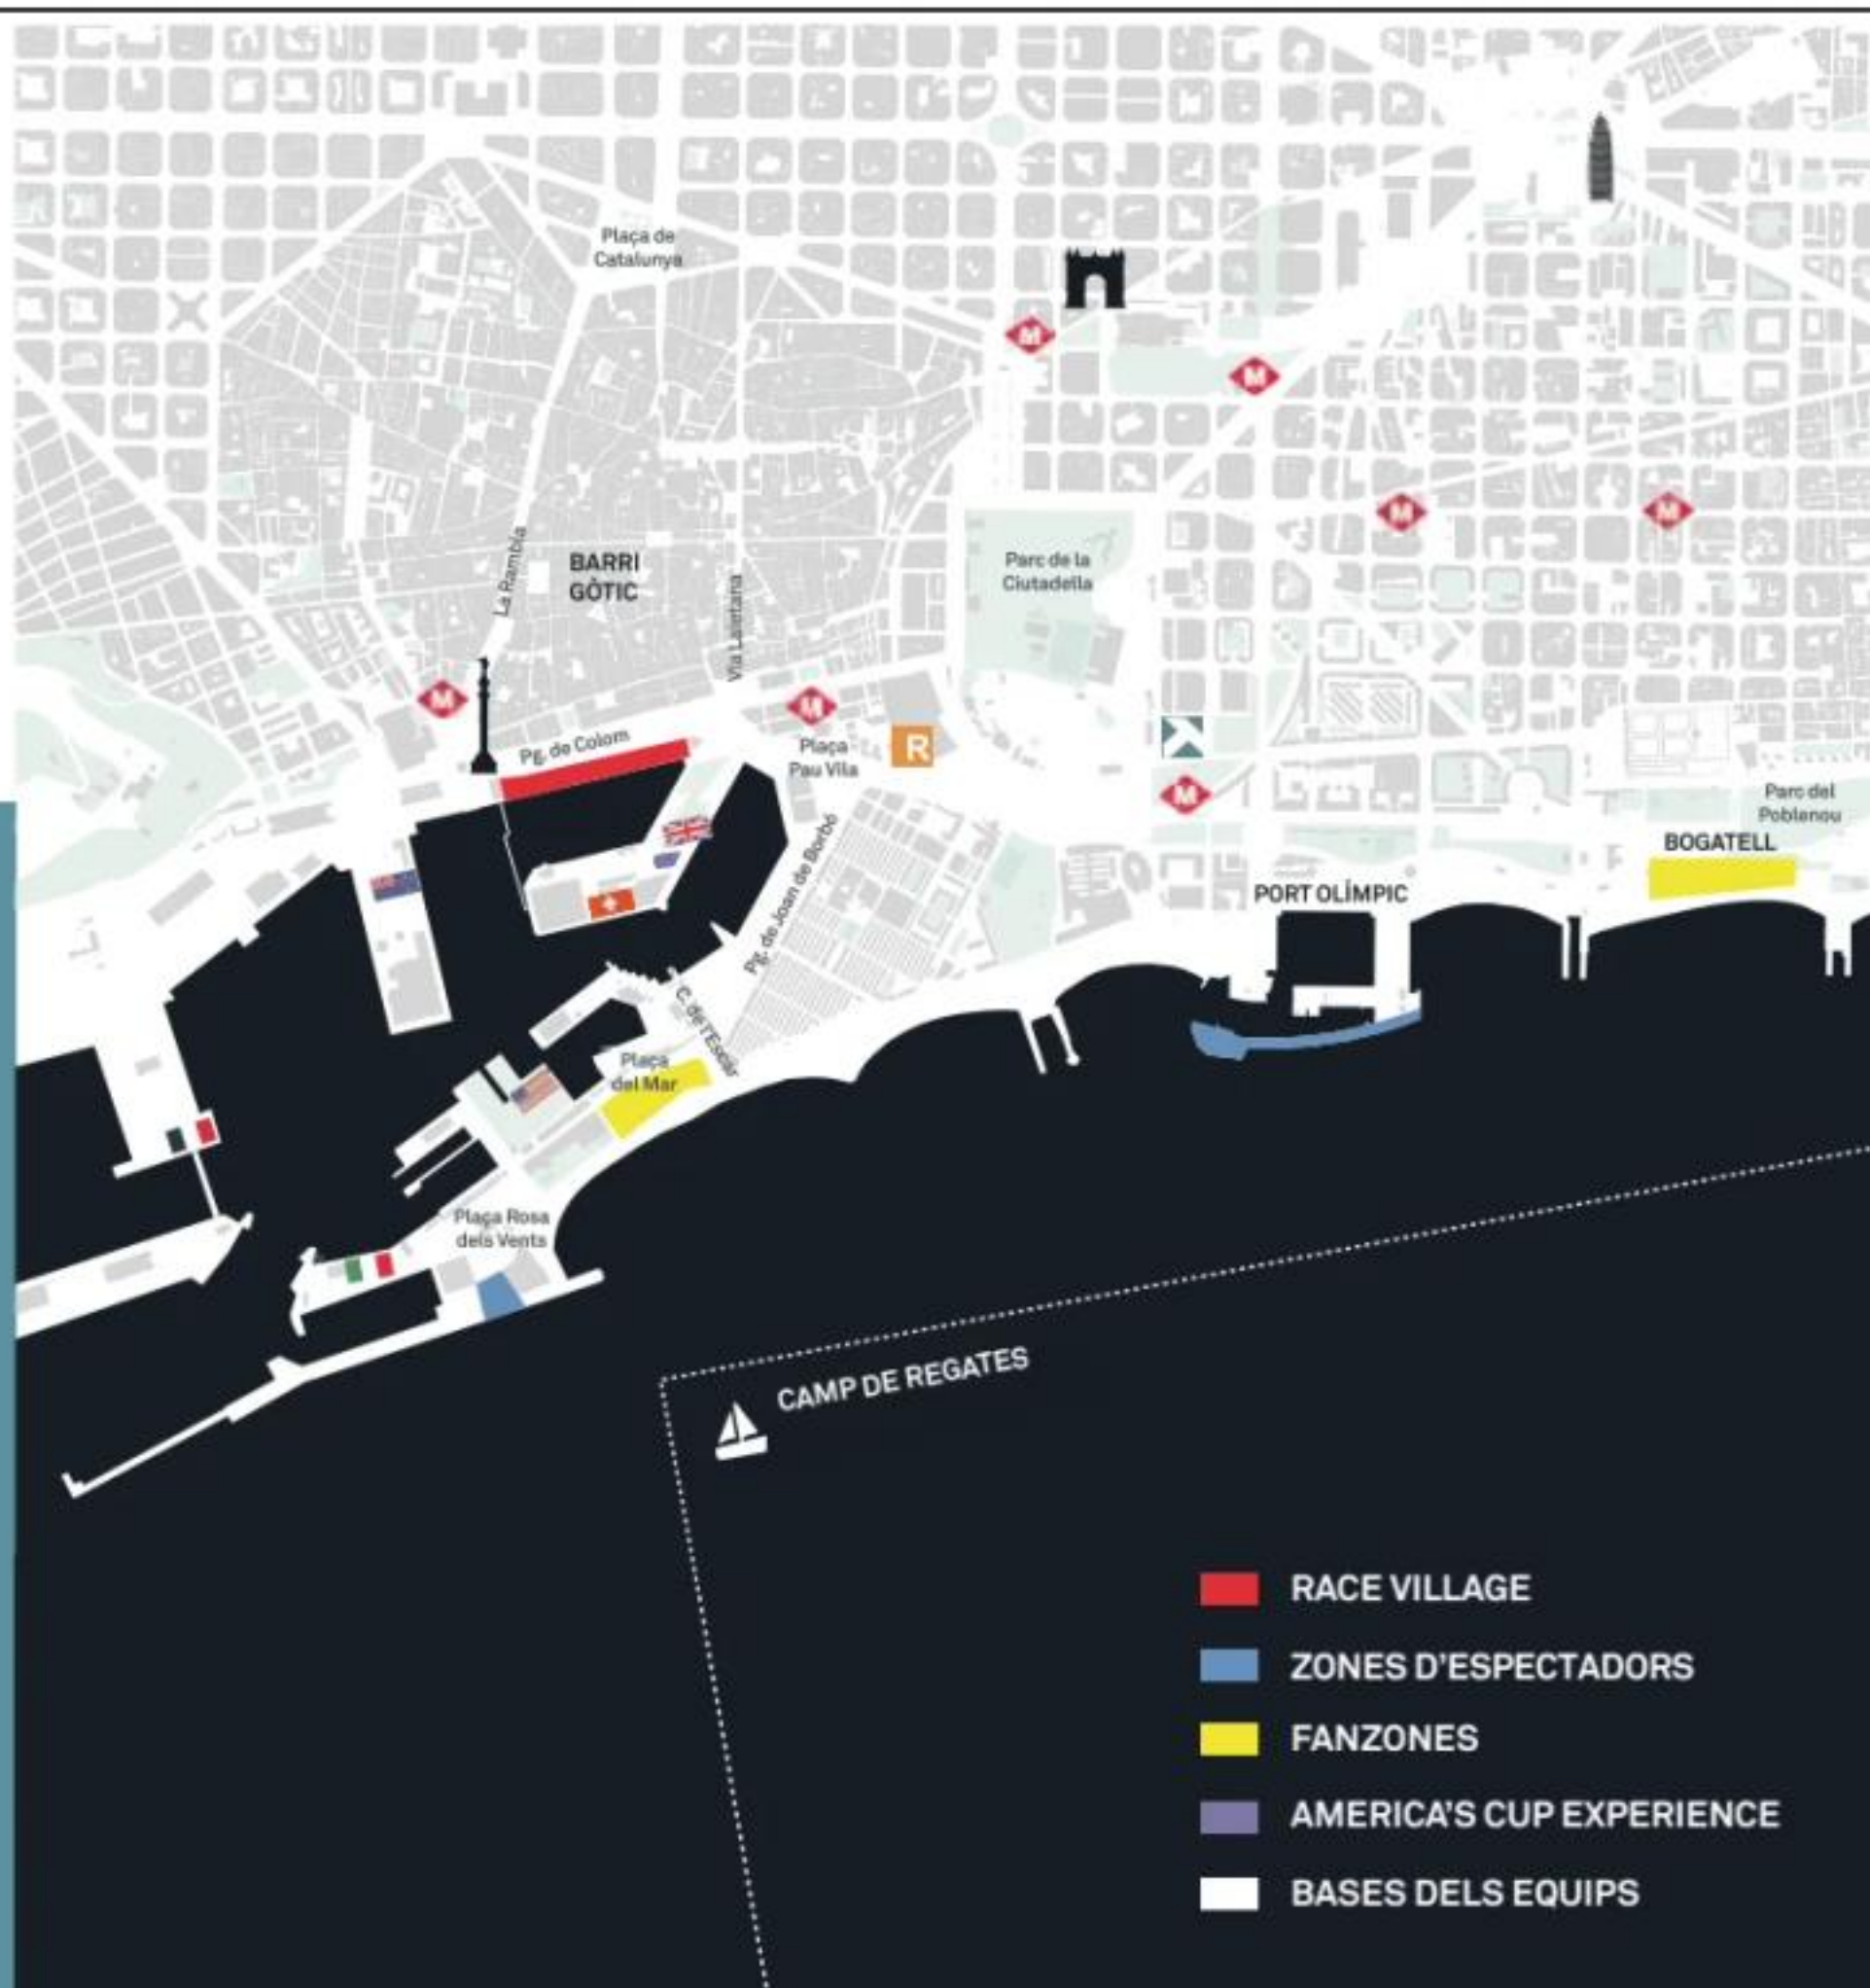 Plaça de
Catalunya
M
M
M
M
La Rambla
BARRI
GÒTIC
Via Laietana
Parc de la
Ciutadella
M
M
Pg. de Colom
Plaça
Pau Vila
R
M
Parc del
Poblenou
BOGATELL
PORT OLÍMPIC
Pg. de Joan de Borbó
C. de l'Escar
Plaça
del Mar
Plaça Rosa
dels Vents
CAMP DE REGATES
RACE VILLAGE
ZONES D'ESPECTADORS
FANZONES
AMERICA'S CUP EXPERIENCE
BASES DELS EQUIPS